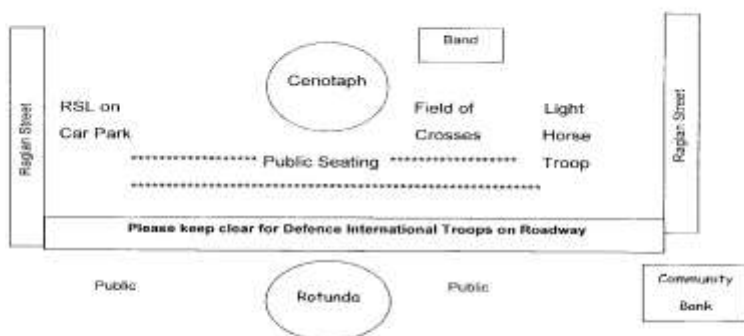 Band
Cenotaph
Raglan Street
RSL on
Car Park
Field of
Crosses
Light
Horse
Troop
Raglan Street
******************** Public Seating ********************
****************************************************************
Please keep clear for Defence International Troops on Roadway
Public
Rotunda
Public
Community
Bank